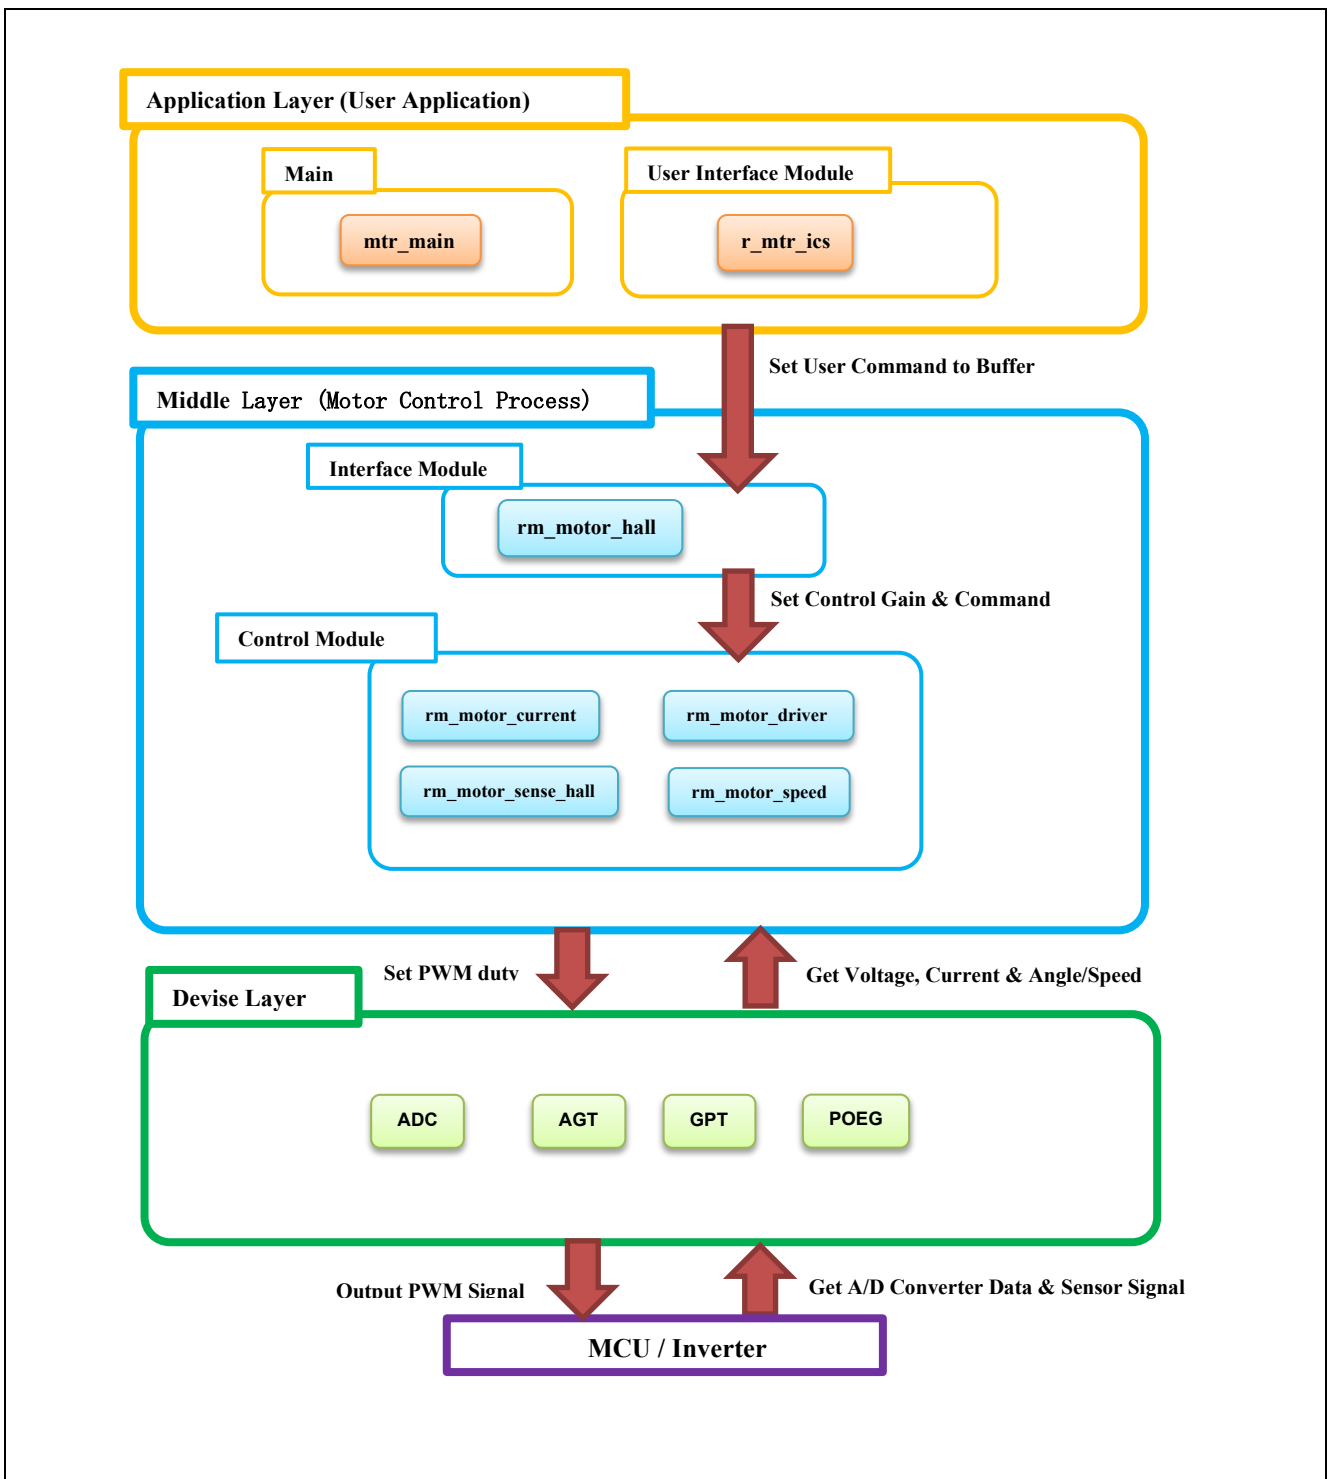 Application Layer (User Application)
Main
User Interface Module
mtr_main
r_mtr_ics
Set User Command to Buffer
Middle Layer (Motor Control Process)
Interface Module
rm_motor_hall
Set Control Gain & Command
Control Module
rm_motor_current
rm_motor_driver
rm_motor_sense_hall
rm_motor_speed
Set PWM duty
Get Voltage, Current & Angle/Speed
Devise Layer
ADC
AGT
GPT
POEG
Output PWM Signal
Get A/D Converter Data & Sensor Signal
MCU / Inverter